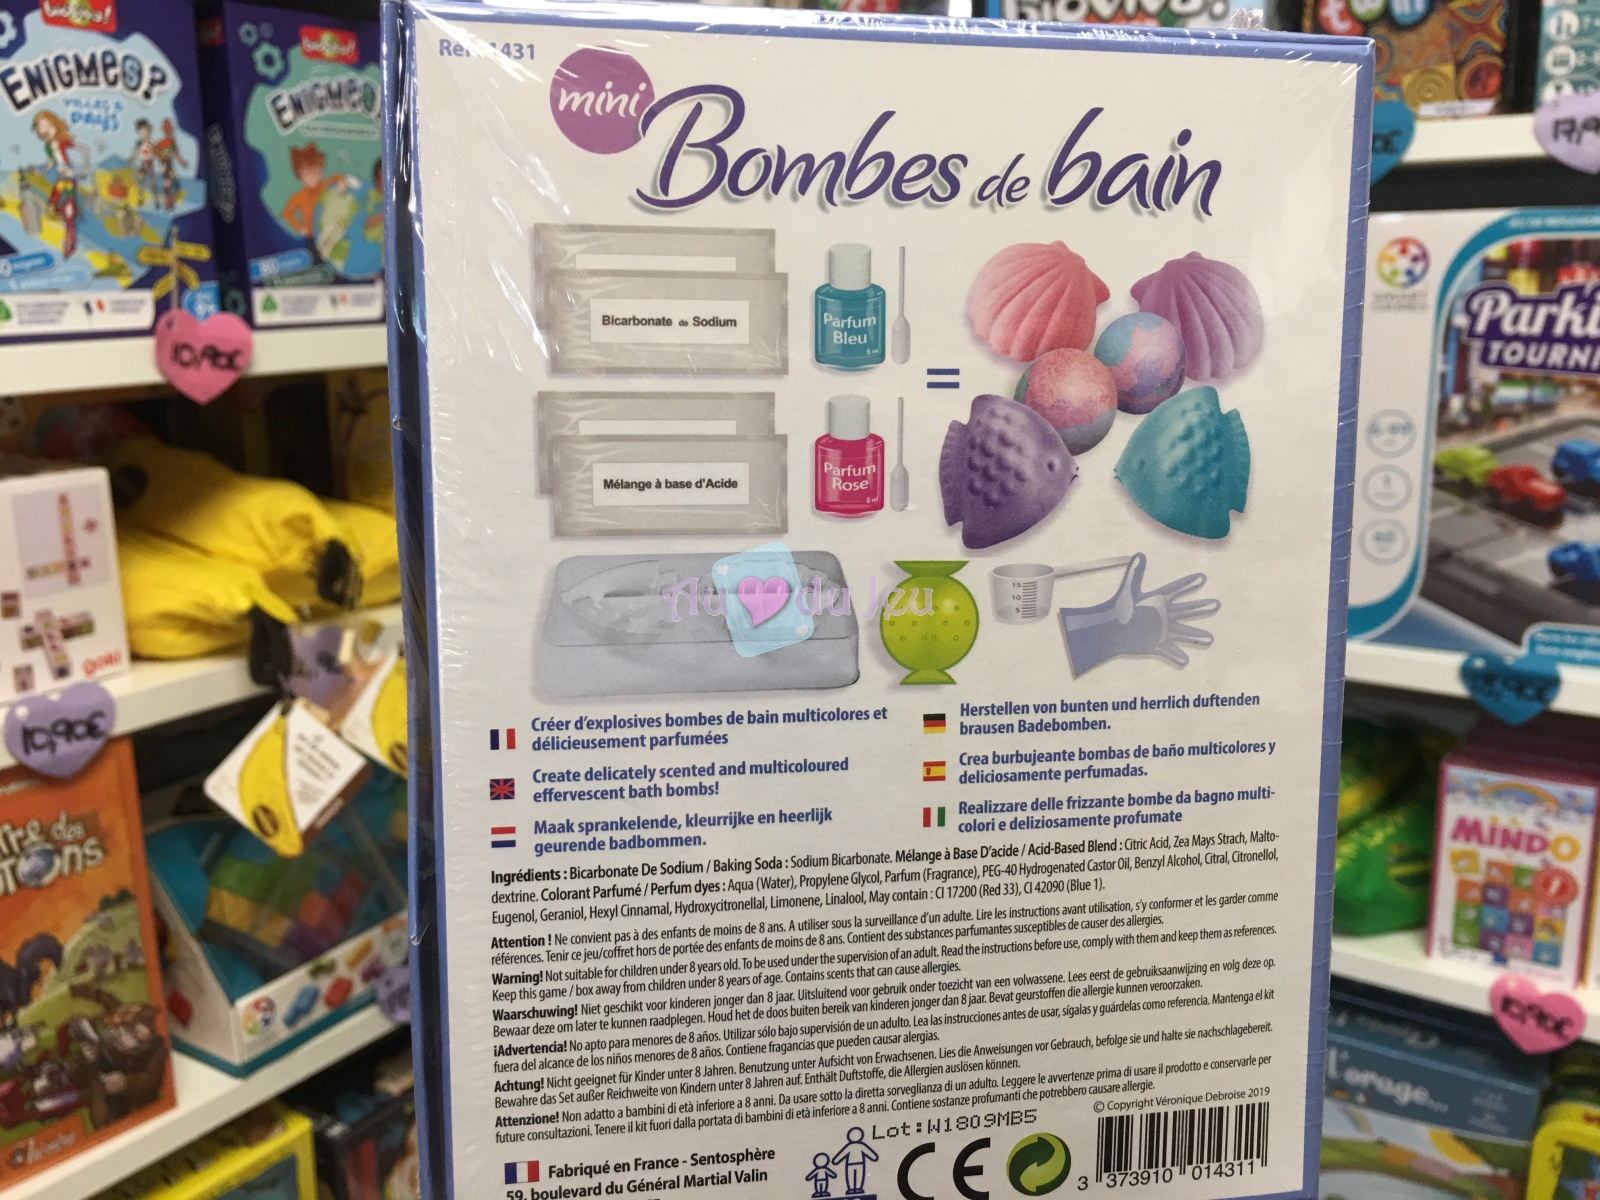 Réf. 1431
mini
Bombes de bain
Bicarbonate de Sodium
Parfum
Bleu
Mélange à base d'Acide
Parfum
Rose
=
15
10
5
Au du Jeu
Créer d'explosives bombes de bain multicolores et
délicieusement parfumées
Create delicately scented and multicoloured
effervescent bath bombs!
Maak sprankelende, kleurrijke en heerlijk
geurende badbommen.
Herstellen von bunten und herrlich duftenden
brausen Badebomben.
Crea burbujeante bombas de baño multicolores y
deliciosamente perfumadas.
Realizzare delle frizzante bombe da bagno multi-
colori e deliziosamente profumate
Ingrédients : Bicarbonate De Sodium / Baking Soda : Sodium Bicarbonate. Mélange à Base D'acide / Acid-Based Blend : Citric Acid, Zea Mays Strach, Malto-
dextrine. Colorant Parfumé / Perfum dyes : Aqua (Water), Propylene Glycol, Parfum (Fragrance), PEG-40 Hydrogenated Castor Oil, Benzyl Alcohol, Citral, Citronellol,
Eugenol, Geraniol, Hexyl Cinnamal, Hydroxycitronellal, Limonene, Linalool, May contain : CI 17200 (Red 33), CI 42090 (Blue 1).
Attention ! Ne convient pas à des enfants de moins de 8 ans. A utiliser sous la surveillance d'un adulte. Lire les instructions avant utilisation, s'y conformer et les garder comme
références. Tenir ce jeu/coffret hors de portée des enfants de moins de 8 ans. Contient des substances parfumantes susceptibles de causer des allergies.
Warning! Not suitable for children under 8 years old. To be used under the supervision of an adult. Read the instructions before use, comply with them and keep them as references.
Keep this game / box away from children under 8 years of age. Contains scents that can cause allergies.
Waarschuwing! Niet geschikt voor kinderen jonger dan 8 jaar. Uitsluitend voor gebruik onder toezicht van een volwassene. Lees eerst de gebruiksaanwijzing en volg deze op.
Bewaar deze om later te kunnen raadplegen. Houd het de doos buiten bereik van kinderen jonger dan 8 jaar. Bevat geurstoffen die allergie kunnen veroorzaken.
¡Advertencia! No apto para menores de 8 años. Utilizar sólo bajo supervisión de un adulto. Lea las instrucciones antes de usar, sígalas y guárdelas como referencia. Mantenga el kit
fuera del alcance de los niños menores de 8 años. Contiene fragancias que pueden causar alergias.
Achtung! Nicht geeignet für Kinder unter 8 Jahren. Benutzung unter Aufsicht von Erwachsenen. Lies die Anweisungen vor Gebrauch, befolge sie und halte sie nachschlagebereit.
Bewahre das Set außer Reichweite von Kindern unter 8 Jahren auf. Enthält Duftstoffe, die Allergien auslösen können.
Attenzione! Non adatto a bambini di età inferiore a 8 anni. Da usare sotto la diretta sorveglianza di un adulto. Leggere le avvertenze prima di usare il prodotto e conservarle per
future consultazioni. Tenere il kit fuori dalla portata di bambini di età inferiore a 8 anni. Contiene sostanze profumanti che potrebbero causare allergie.
© Copyright Véronique Debroise 2019
Lot:W1809MB5
Fabriqué en France - Sentosphère
59, boulevard du Général Martial Valin
CE
3 373910 014311
ENIGMES?
VILLES &
PAYS
ENIGMES
10,90€
10,90€
Parki
TOURNI
MINDO
10,90€
l'orage...